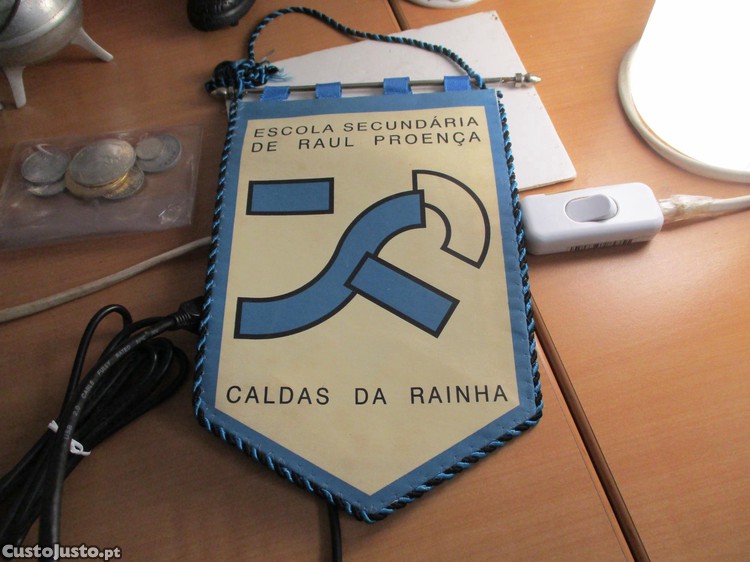 ESCOLA SECUNDÁRIA
DE RAUL PROENÇA
CALDAS DA RAINHA
CustoJusto.pt